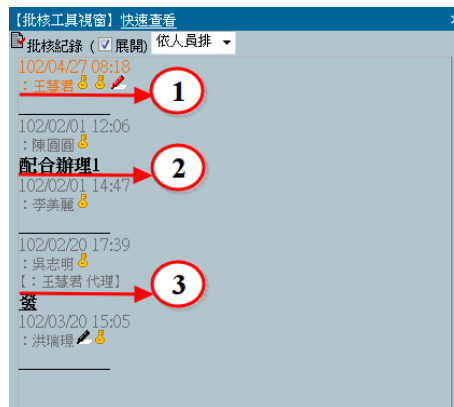 【批核工具視窗】快速查看
批核紀錄 ( 展開) 依人員排
102/04/27 08:18
：王慧君
1
102/02/01 12:06
：陳圓圓
配合辦理1
2
102/02/01 14:47
：李美麗
102/02/20 17:39
：吳志明
【：王慧君 代理】
3
發
102/03/20 15:05
：洪瑞璟